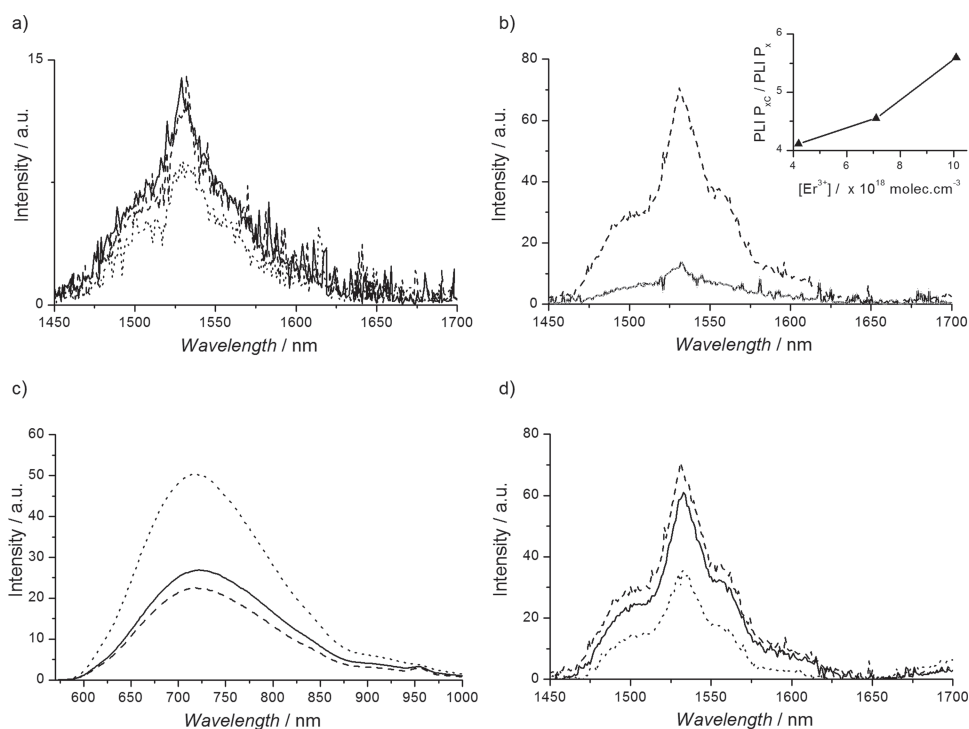 a)
15
Intensity / a.u.
0
1450 1500 1550 1600 1650 1700
Wavelength / nm
b)
80
60
40
20
0
Intensity / a.u.
1450 1500 1550 1600 1650 1700
Wavelength / nm
6
5
4
PLI P_xC / PLI P_x
4 6 8 10
[Er³⁺] / x 10¹⁸ molec.cm⁻³
c)
60
50
40
30
20
10
0
Intensity / a.u.
600 650 700 750 800 850 900 950 1000
Wavelength / nm
d)
80
60
40
20
0
Intensity / a.u.
1450 1500 1550 1600 1650 1700
Wavelength / nm